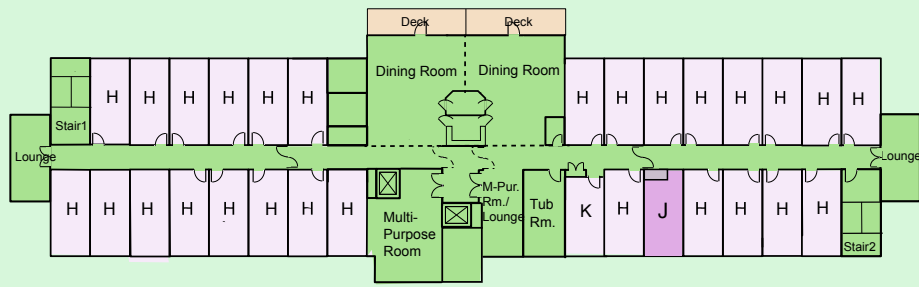 Deck Deck
Dining Room Dining Room
H H H H H H
H H H H H H H H
Stair1
Lounge
Lounge
H H H H H H H H
Multi-
Purpose
Room
M-Pur.
Rm./
Lounge
Tub
Rm.
K H J H H H H
Stair2